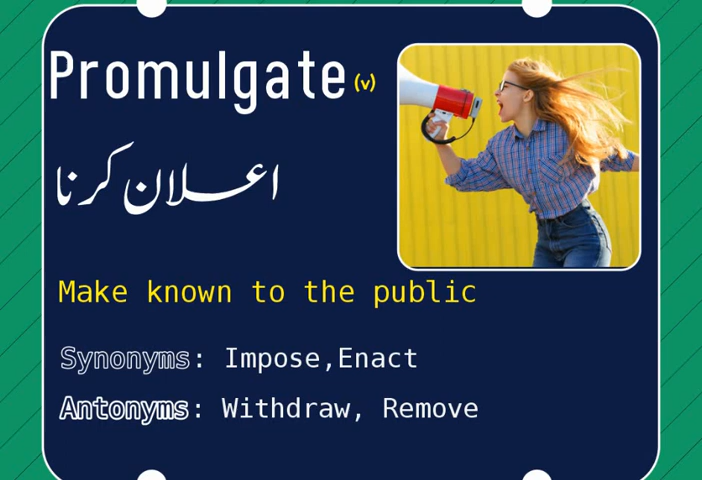 Promulgate (v)
اعلان کرنا
Make known to the public
Synonyms: Impose,Enact
Antonyms: Withdraw, Remove